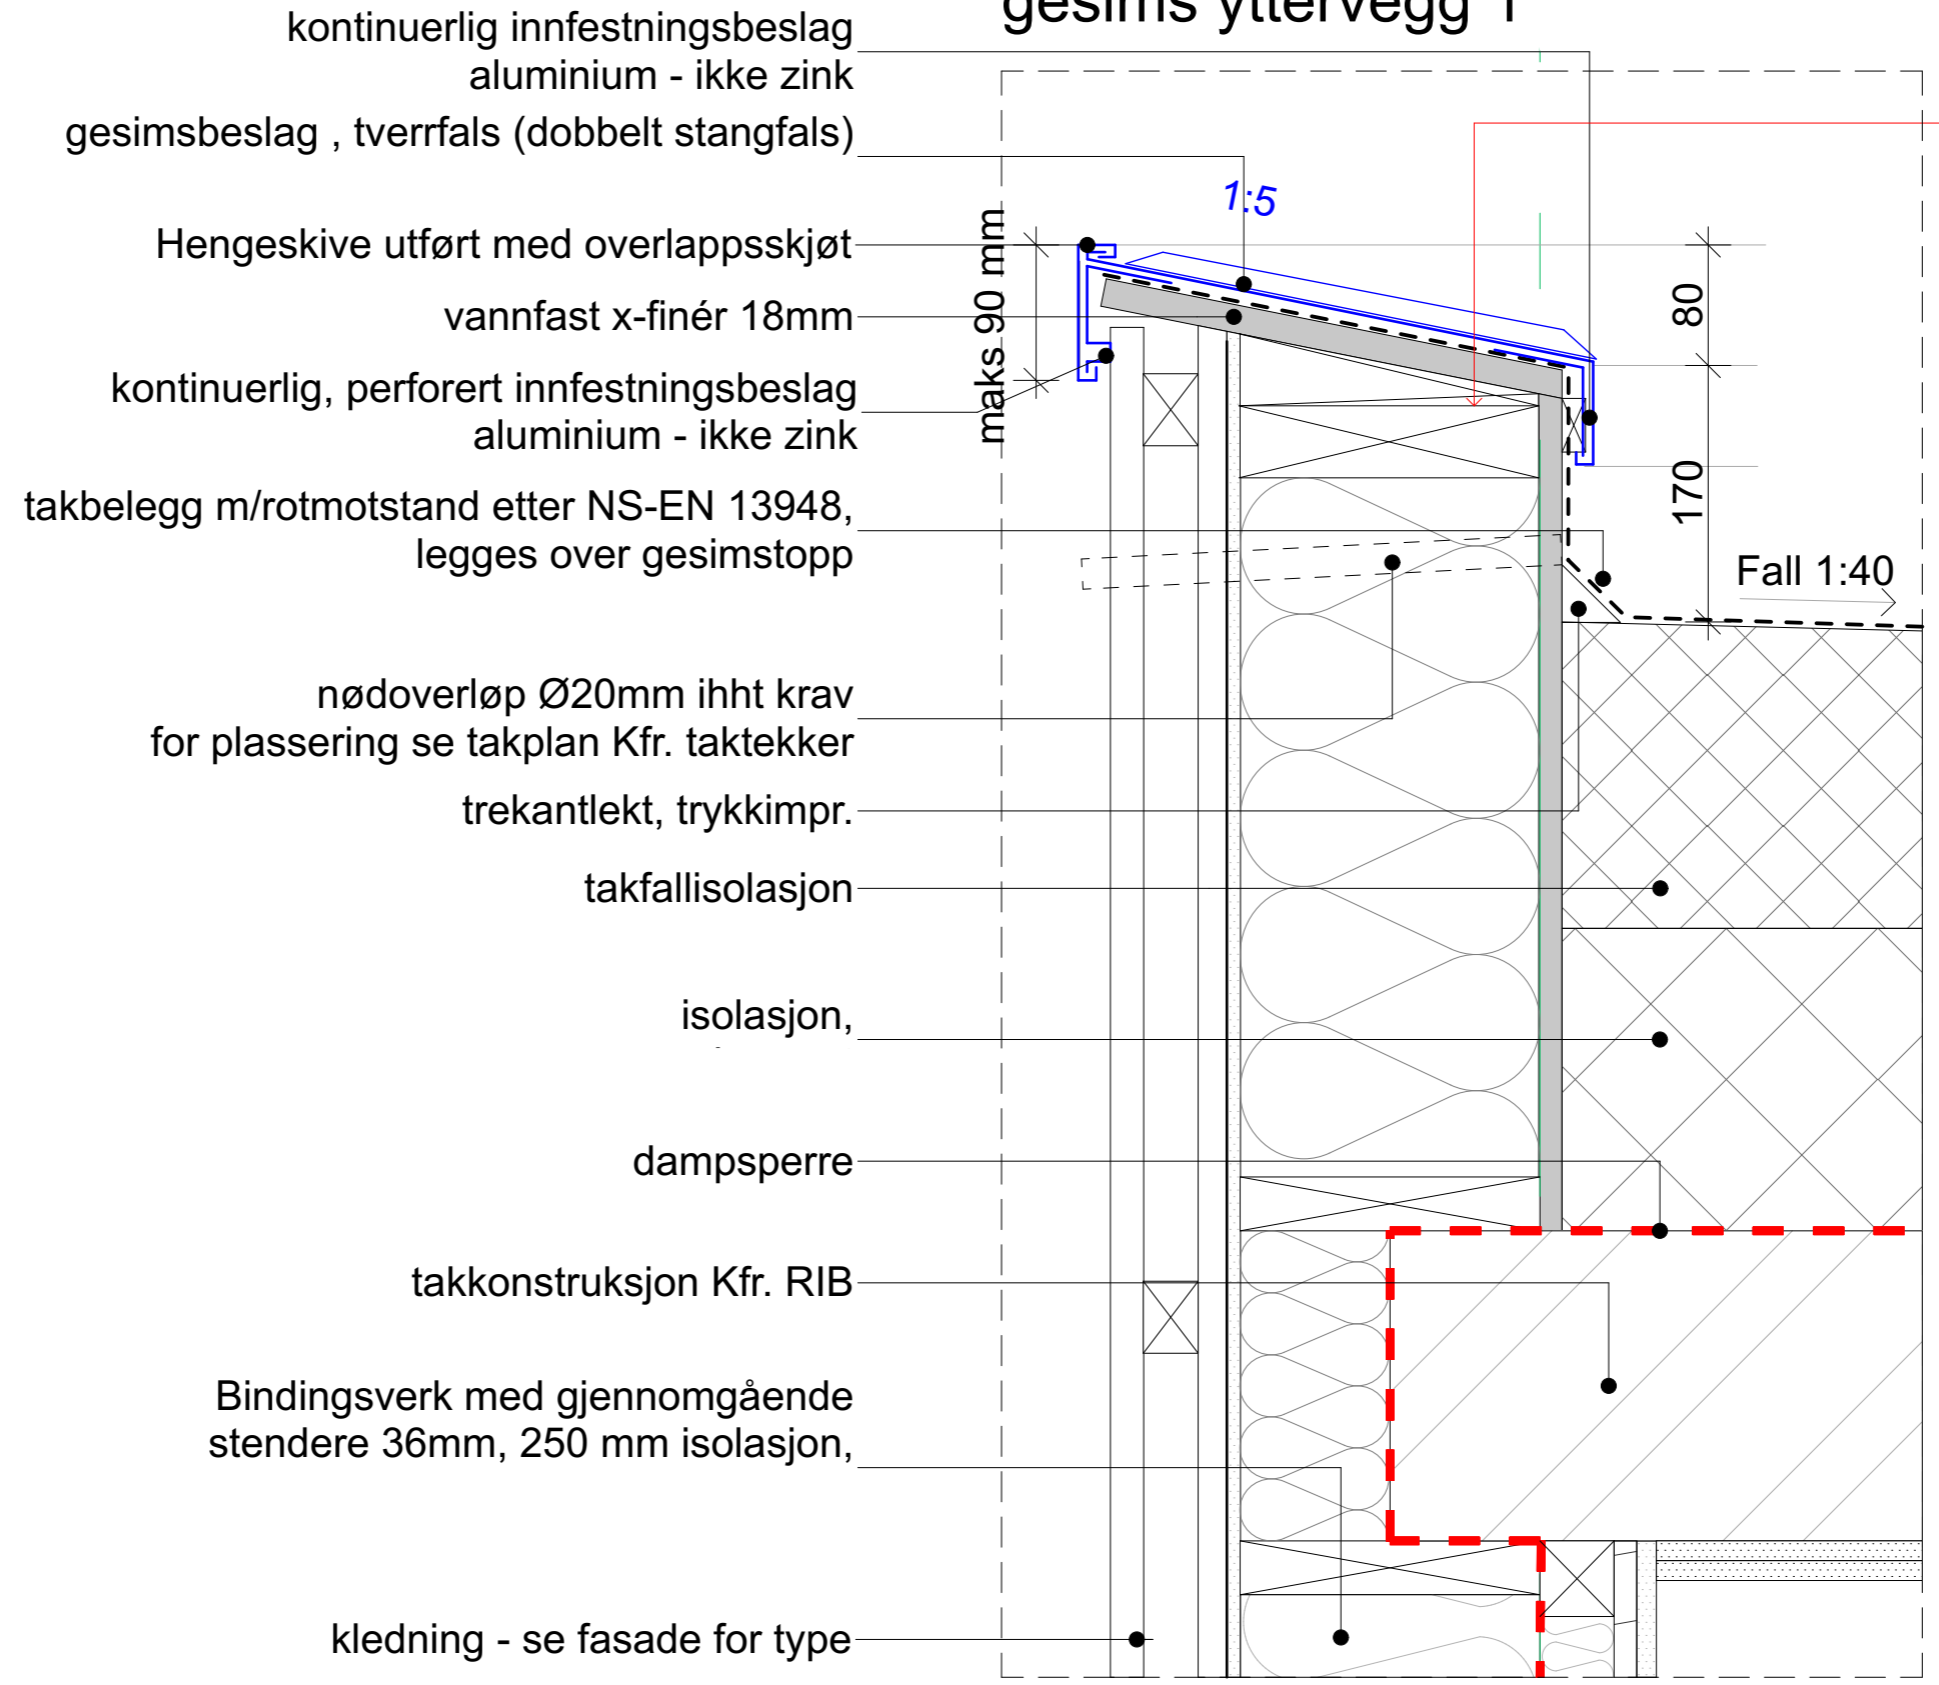 gesims yttervegg 1
kontinuerlig innfestningsbeslag
aluminium - ikke zink
gesimsbeslag , tverrfals (dobbelt stangfals)
1:5
Hengeskive utført med overlappsskjøt
maks 90 mm
80
vannfast x-finér 18mm
kontinuerlig, perforert innfestningsbeslag
aluminium - ikke zink
170
takbelegg m/rotmotstand etter NS-EN 13948,
legges over gesimstopp
Fall 1:40
nødoverløp Ø20mm ihht krav
for plassering se takplan Kfr. taktekker
trekantlekt, trykkimpr.
takfallisolasjon
isolasjon,
dampsperre
takkonstruksjon Kfr. RIB
Bindingsverk med gjennomgående
stendere 36mm, 250 mm isolasjon,
kledning - se fasade for type